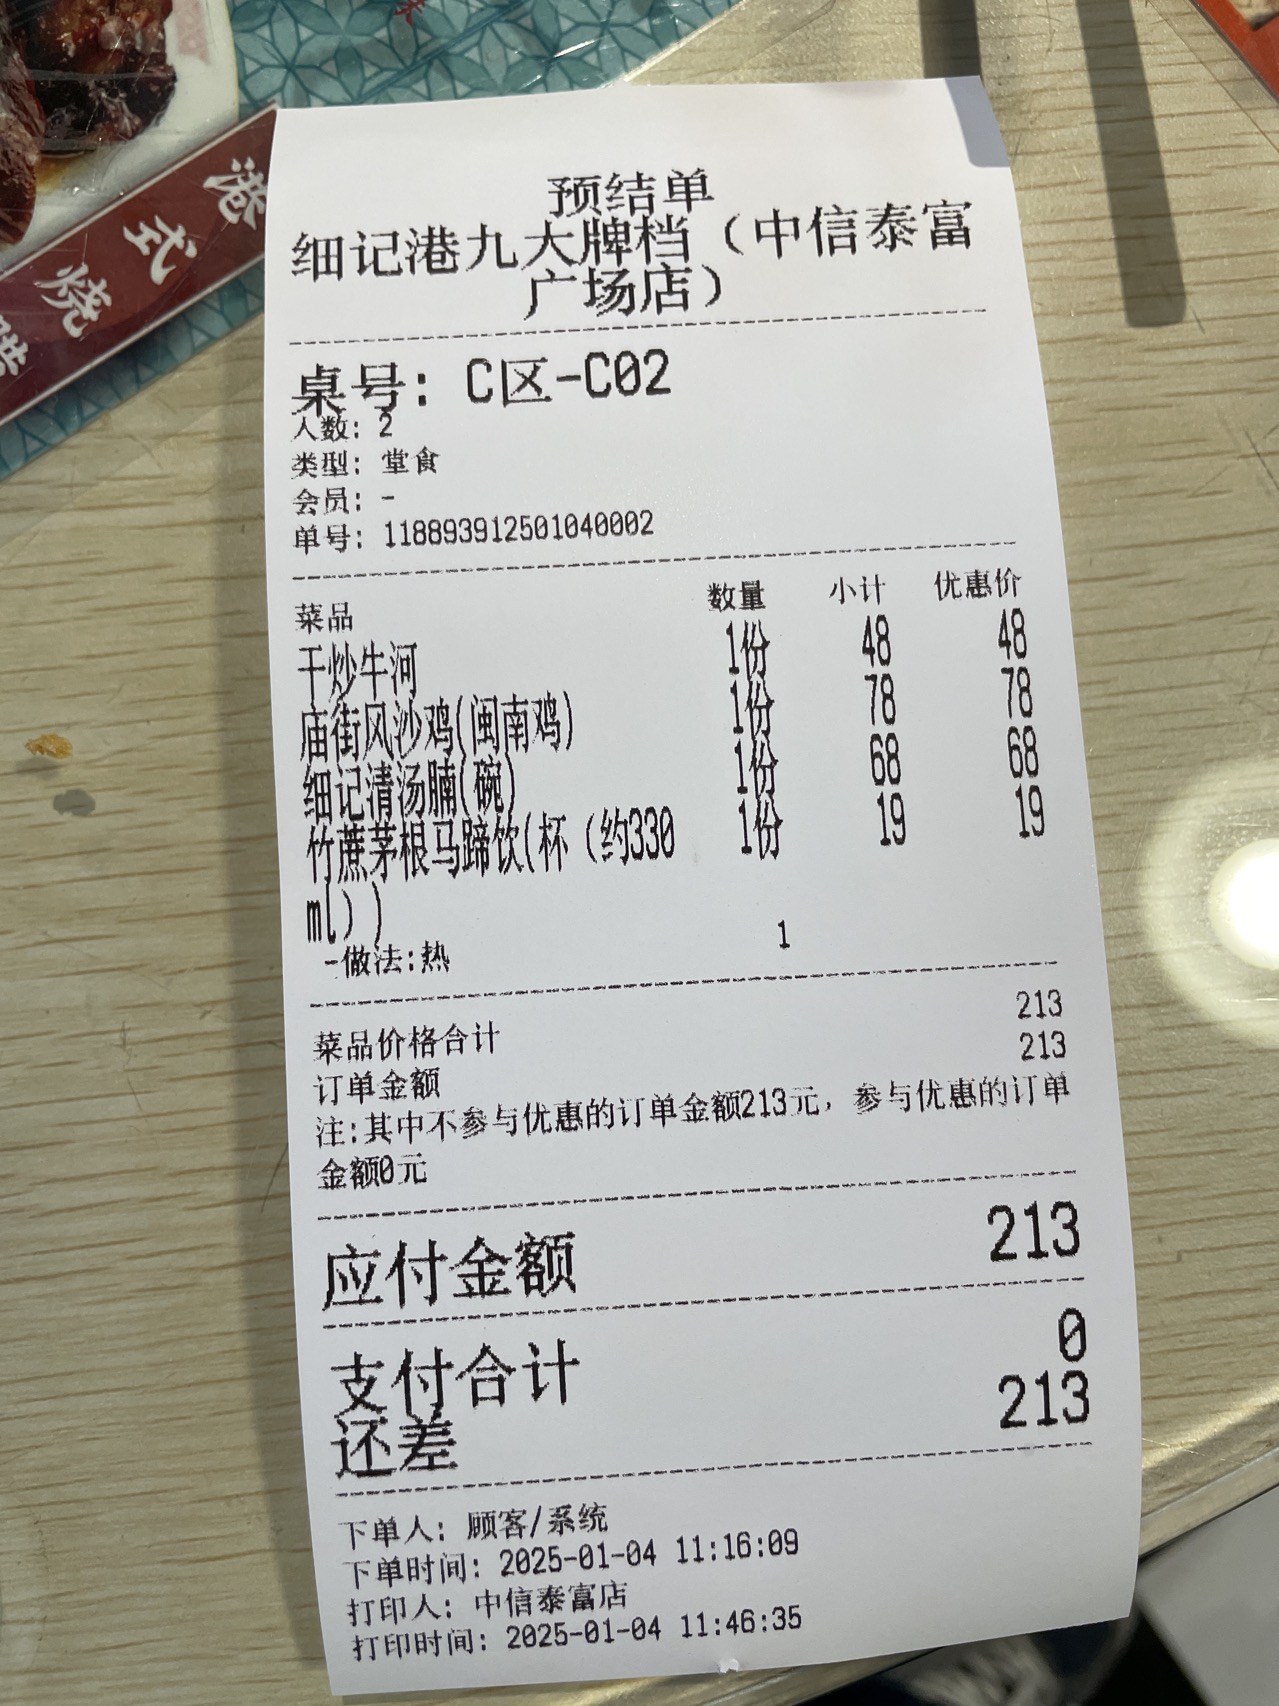 港式烧腊
预结单
细记港九大牌档（中信泰富
广场店）
桌号: C区-C02
人数: 2
类型: 堂食
会员: -
单号: 118893912501040002
菜品 数量 小计 优惠价
干炒牛河 1份 48 48
庙街风沙鸡(闽南鸡) 1份 78 78
细记清汤腩(碗) 1份 68 68
竹蔗茅根马蹄饮(杯（约330 1份 19 19
ml）)
-做法:热 1
菜品价格合计 213
订单金额 213
注:其中不参与优惠的订单金额213元，参与优惠的订单
金额0元
应付金额 213
支付合计 0
还差 213
下单人: 顾客/系统
下单时间: 2025-01-04 11:16:09
打印人: 中信泰富店
打印时间: 2025-01-04 11:46:35